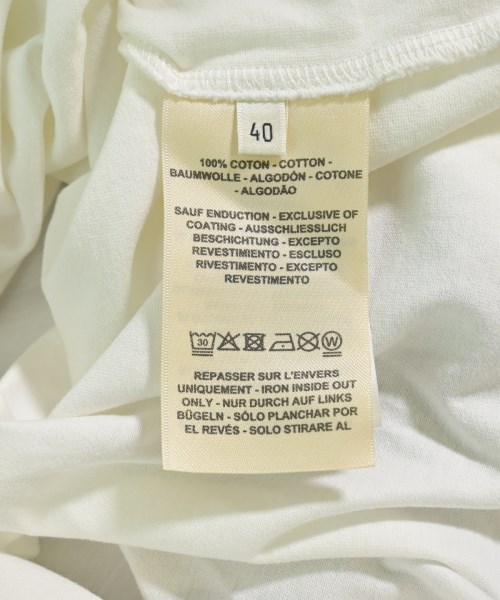 40
100% COTON - COTTON -
BAUMWOLLE - ALGODÓN - COTONE
- ALGODÃO
SAUF ENDUCTION - EXCLUSIVE OF
COATING - AUSSCHLIESSLICH
BESCHICHTUNG - EXCEPTO
REVESTIMIENTO - ESCLUSO
RIVESTIMENTO - EXCEPTO
REVESTIMENTO
30 W
REPASSER SUR L'ENVERS
UNIQUEMENT - IRON INSIDE OUT
ONLY - NUR DURCH AUF LINKS
BÜGELN - SÓLO PLANCHAR POR
EL REVÉS - SOLO STIRARE AL